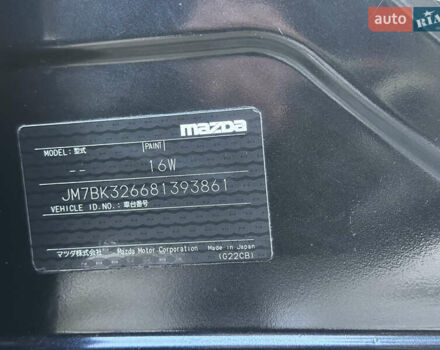 auto RIA
mazda
MODEL: 型式 PAINT
-- 16W
JM7BK326681393861
VEHICLE ID.NO.: 車台番号
マツダ株式会社 Mazda Motor Corporation Made in Japan
(G22CB)